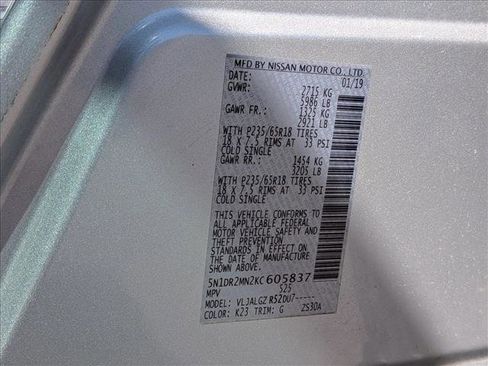 MFD BY NISSAN MOTOR CO., LTD.
DATE: 01/19
GVWR: 2715 KG
5986 LB
GAWR FR.: 1325 KG
2921 LB
WITH P235/65R18 TIRES
18 X 7.5 RIMS AT 33 PSI
COLD SINGLE
GAWR RR.: 1454 KG
3205 LB
WITH P235/65R18 TIRES
18 X 7.5 RIMS AT 33 PSI
COLD SINGLE
THIS VEHICLE CONFORMS TO
ALL APPLICABLE FEDERAL
MOTOR VEHICLE SAFETY AND
THEFT PREVENTION
STANDARDS IN EFFECT ON
THE DATE OF MANUFACTURE
SHOWN ABOVE.
5N1DR2MN2KC605837
MPV 525
MODEL: VLJALGZ R52DU7-----
COLOR: K23 TRIM: G ZS30A